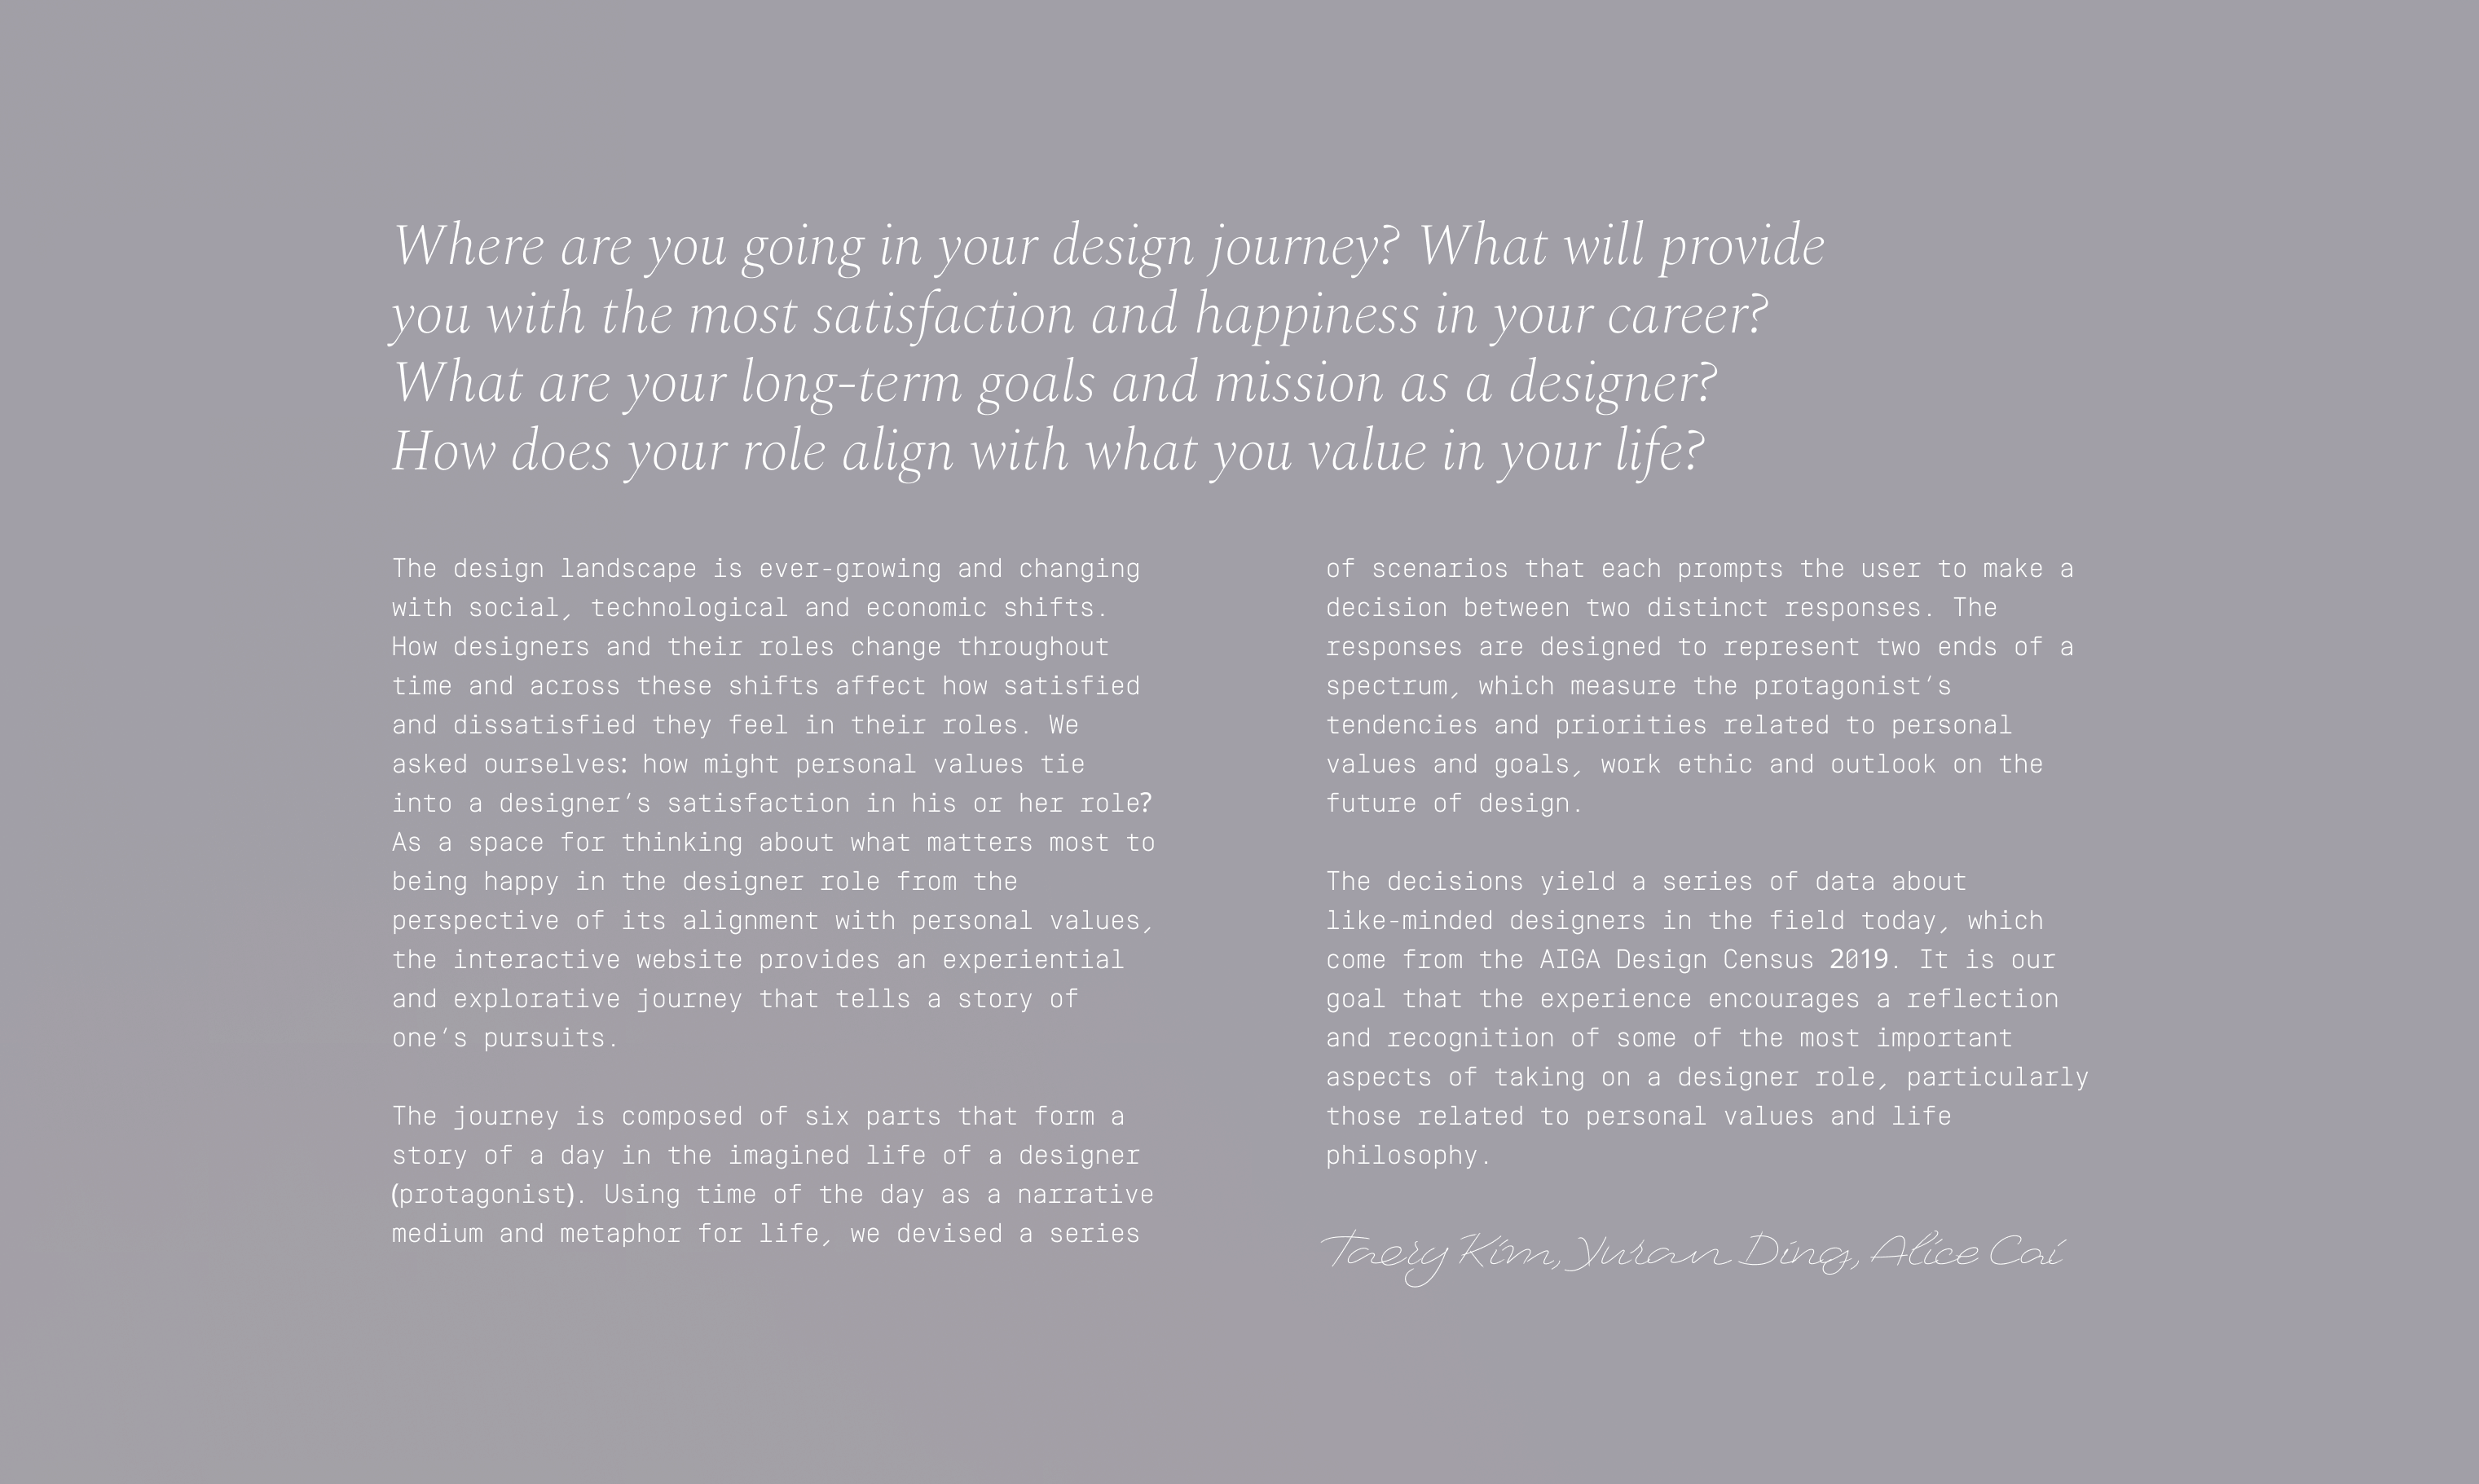 Where are you going in your design journey? What will provide
you with the most satisfaction and happiness in your career?
What are your long-term goals and mission as a designer?
How does your role align with what you value in your life?
The design landscape is ever-growing and changing
with social, technological and economic shifts.
How designers and their roles change throughout
time and across these shifts affect how satisfied
and dissatisfied they feel in their roles. We
asked ourselves: how might personal values tie
into a designer’s satisfaction in his or her role?
As a space for thinking about what matters most to
being happy in the designer role from the
perspective of its alignment with personal values,
the interactive website provides an experiential
and explorative journey that tells a story of
one’s pursuits.
The journey is composed of six parts that form a
story of a day in the imagined life of a designer
(protagonist). Using time of the day as a narrative
medium and metaphor for life, we devised a series
of scenarios that each prompts the user to make a
decision between two distinct responses. The
responses are designed to represent two ends of a
spectrum, which measure the protagonist’s
tendencies and priorities related to personal
values and goals, work ethic and outlook on the
future of design.
The decisions yield a series of data about
like-minded designers in the field today, which
come from the AIGA Design Census 2019. It is our
goal that the experience encourages a reflection
and recognition of some of the most important
aspects of taking on a designer role, particularly
those related to personal values and life
philosophy.
Taery Kim, Yuran Ding, Alice Cai